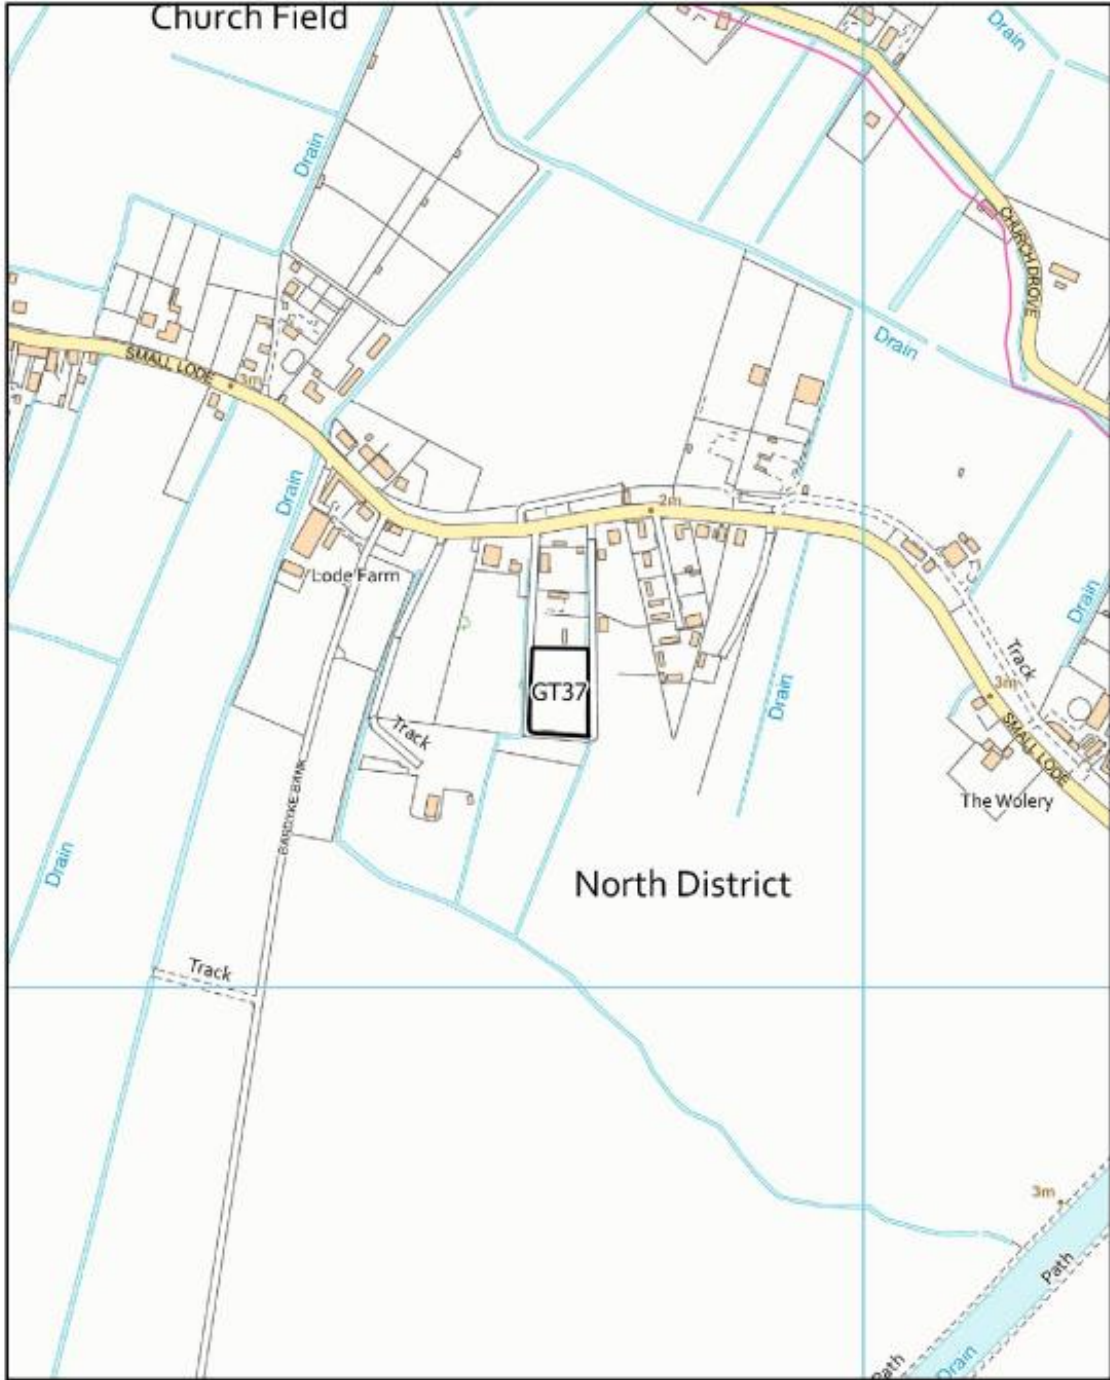 Church Field
Drain
Drain
CHURCH DROVE
Drain
SMALL LODE
3m
Drain
2m
Lode Farm
Drain
Track
GT37
Drain
3m
Track
SMALL LODE
BARDYKE BANK
The Wolery
Drain
North District
Track
3m
Path
Path
Drain